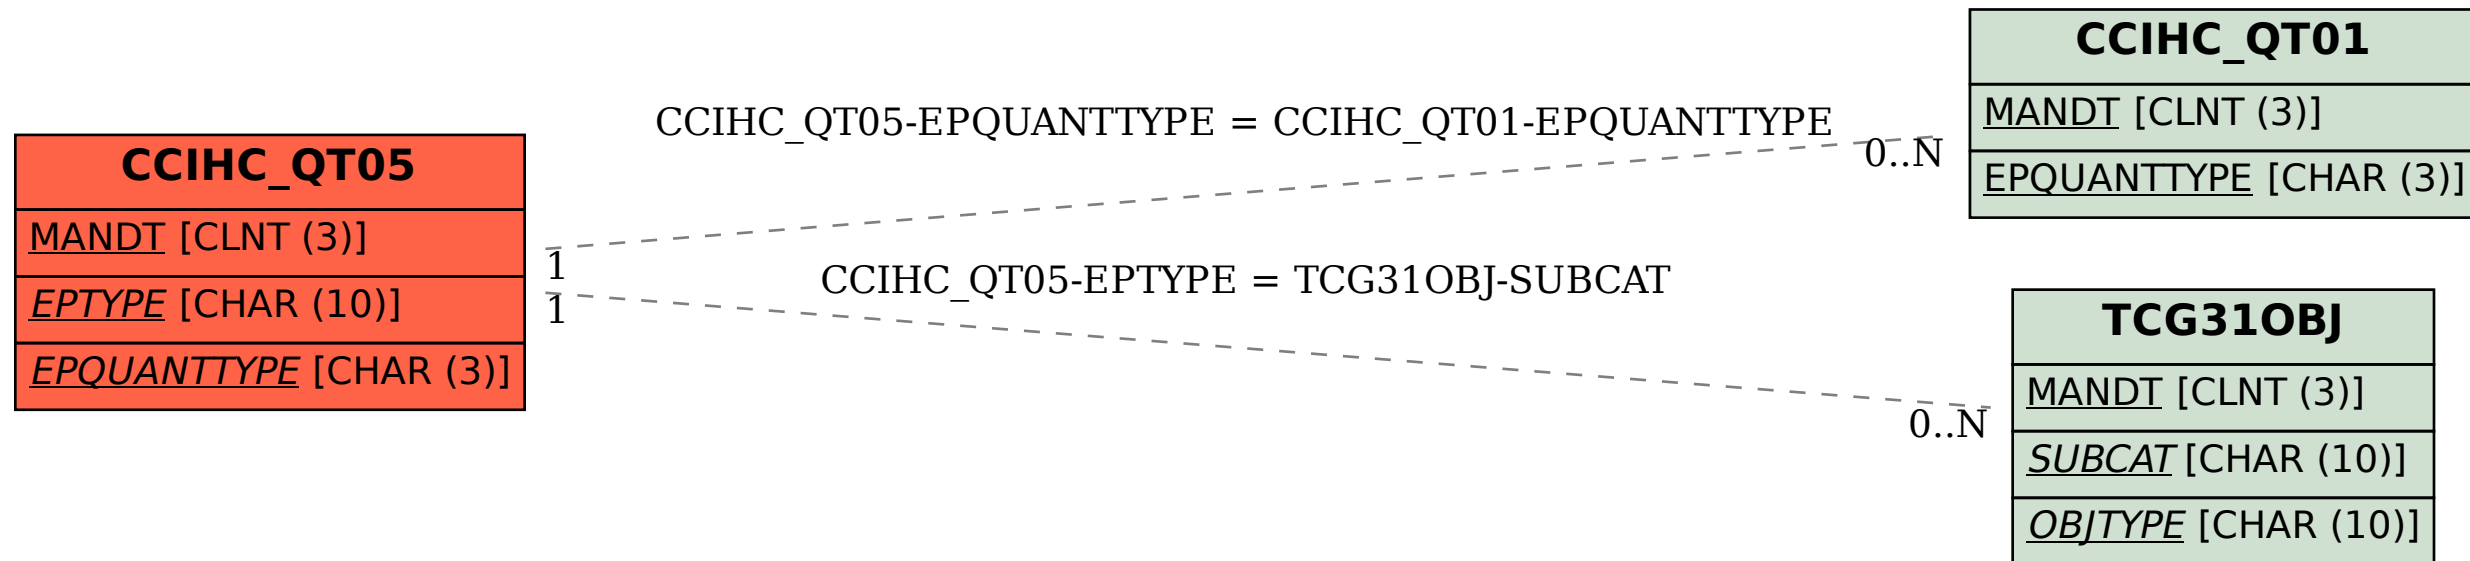 CCIHC_QT01
MANDT [CLNT (3)]
EPQUANTTYPE [CHAR (3)]
CCIHC_QT05-EPQUANTTYPE = CCIHC_QT01-EPQUANTTYPE
0..N
CCIHC_QT05
MANDT [CLNT (3)]
EPTYPE [CHAR (10)]
EPQUANTTYPE [CHAR (3)]
1
1
CCIHC_QT05-EPTYPE = TCG31OBJ-SUBCAT
0..N
TCG31OBJ
MANDT [CLNT (3)]
SUBCAT [CHAR (10)]
OBJTYPE [CHAR (10)]